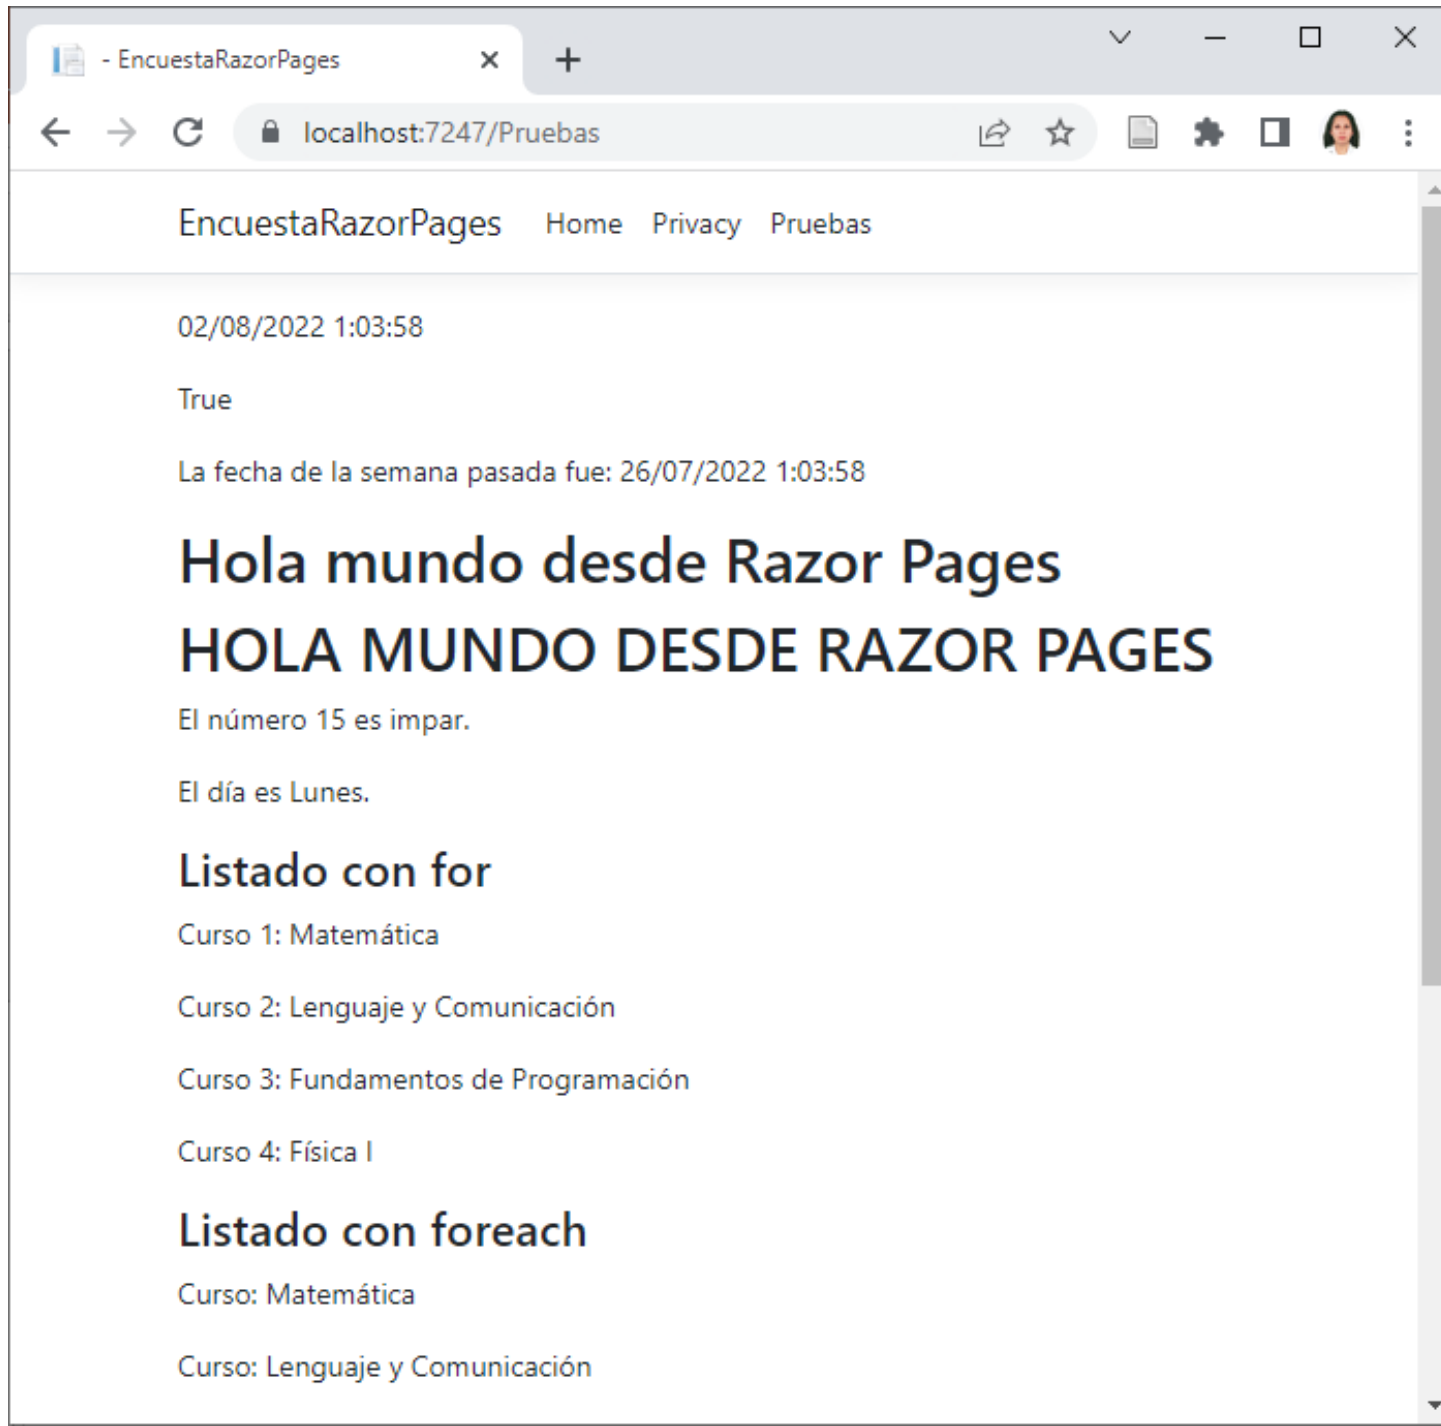 - EncuestaRazorPages
localhost:7247/Pruebas
EncuestaRazorPages Home Privacy Pruebas
02/08/2022 1:03:58
True
La fecha de la semana pasada fue: 26/07/2022 1:03:58
Hola mundo desde Razor Pages
HOLA MUNDO DESDE RAZOR PAGES
El número 15 es impar.
El día es Lunes.
Listado con for
Curso 1: Matemática
Curso 2: Lenguaje y Comunicación
Curso 3: Fundamentos de Programación
Curso 4: Física I
Listado con foreach
Curso: Matemática
Curso: Lenguaje y Comunicación